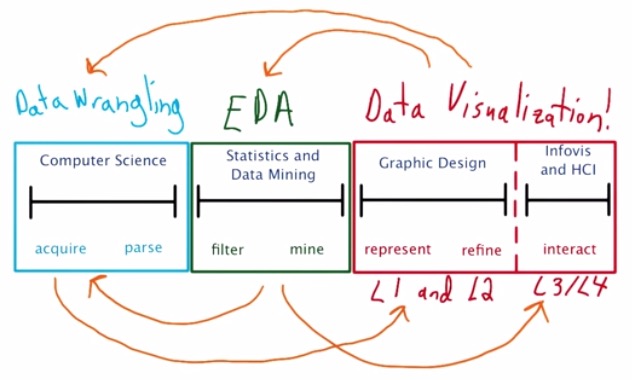 Data Wrangling EDA Data Visualization!
Computer Science
Statistics and
Data Mining
Graphic Design
Infovis
and HCI
acquire parse filter mine represent refine interact
L1 and L2 L3/L4